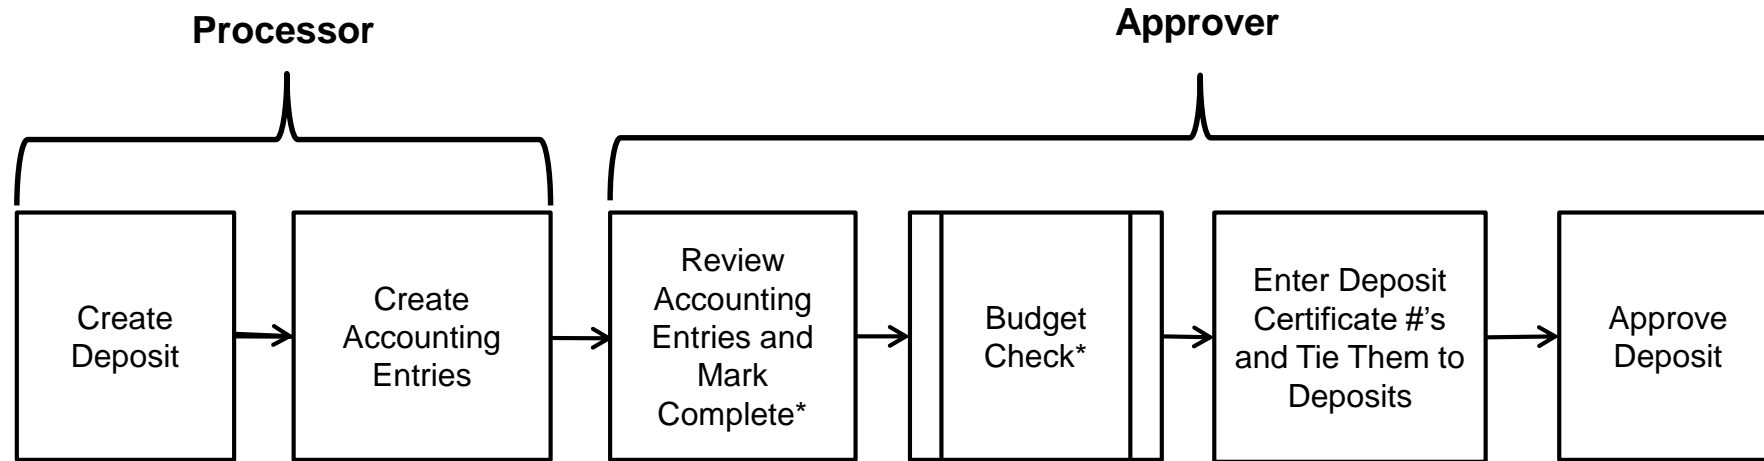 Processor
Approver
Create
Deposit
Create
Accounting
Entries
Review
Accounting
Entries and
Mark
Complete*
Budget
Check*
Enter Deposit
Certificate #’s
and Tie Them to
Deposits
Approve
Deposit